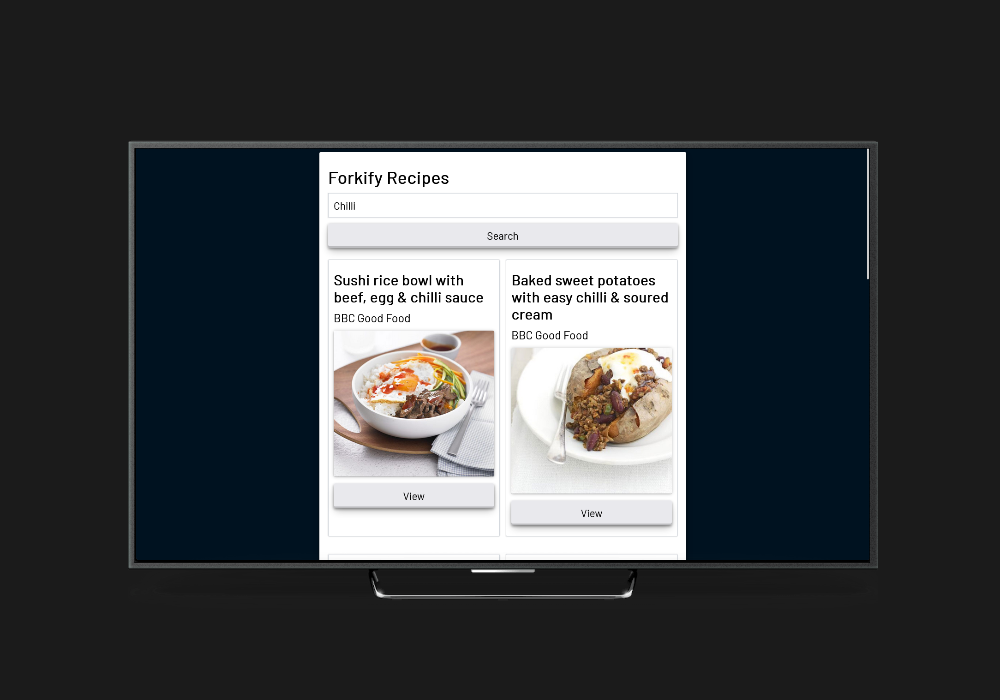 Forkify Recipes
Chilli
Search
Sushi rice bowl with
beef, egg & chilli sauce
BBC Good Food
View
Baked sweet potatoes
with easy chilli & soured
cream
BBC Good Food
View